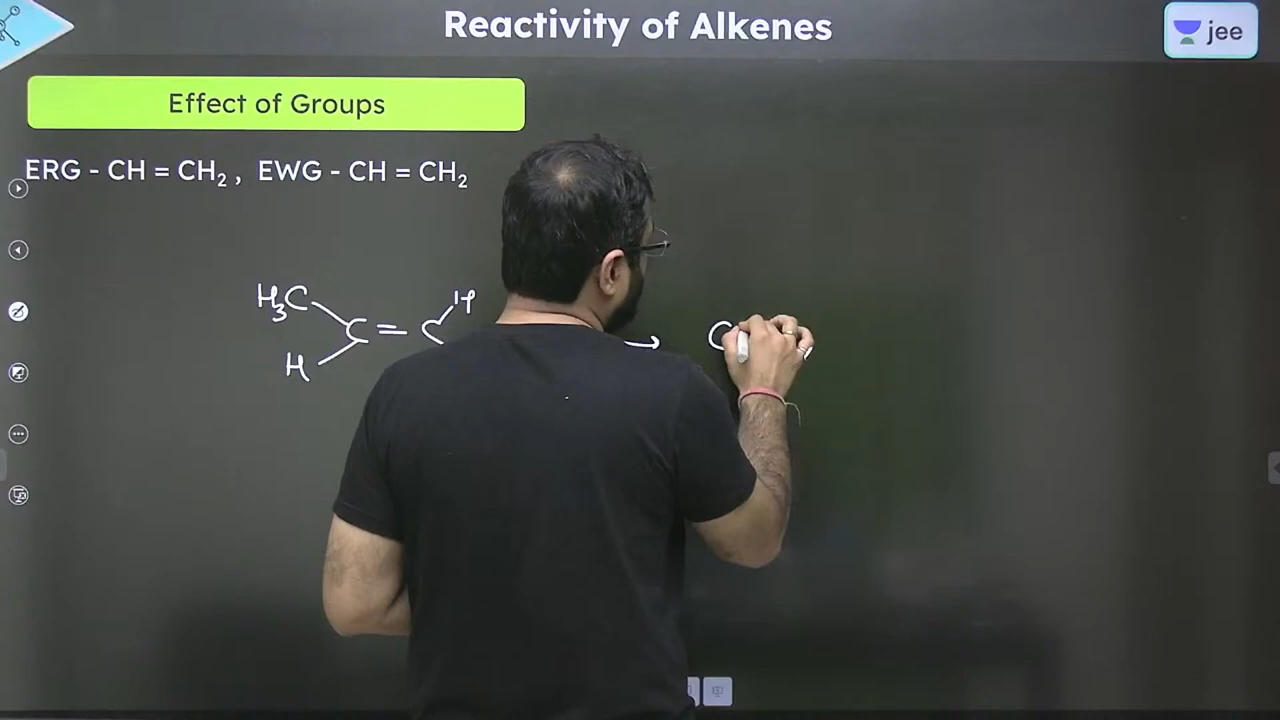 Reactivity of Alkenes
jee
Effect of Groups
ERG - CH = CH₂ , EWG - CH = CH₂
H₃C H
C = C →
H